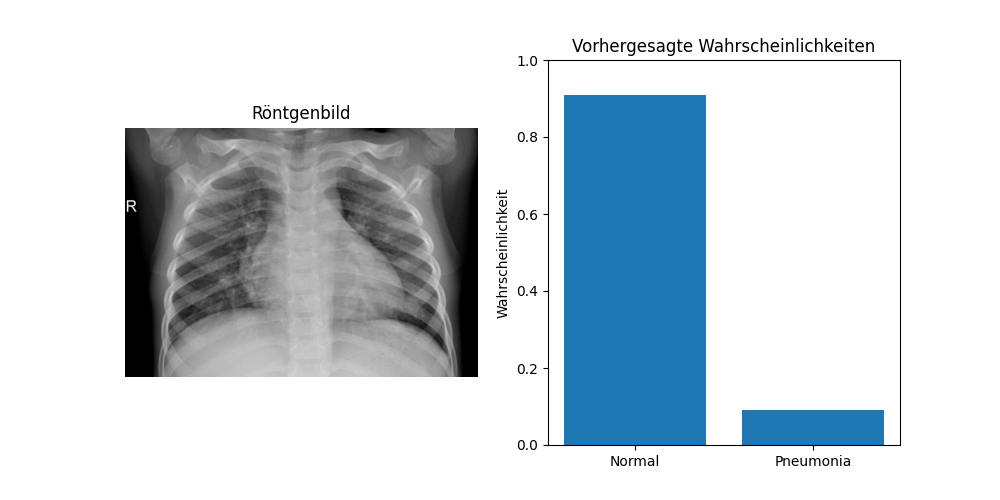 Röntgenbild
R
Vorhergesagte Wahrscheinlichkeiten
Wahrscheinlichkeit
1.0
0.8
0.6
0.4
0.2
0.0
Normal
Pneumonia